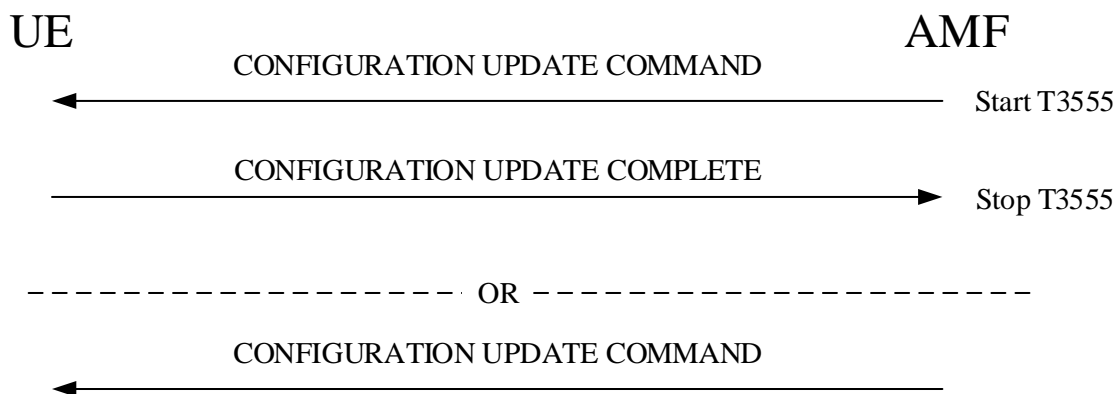 UE AMF
CONFIGURATION UPDATE COMMAND
Start T3555
CONFIGURATION UPDATE COMPLETE
Stop T3555
OR
CONFIGURATION UPDATE COMMAND